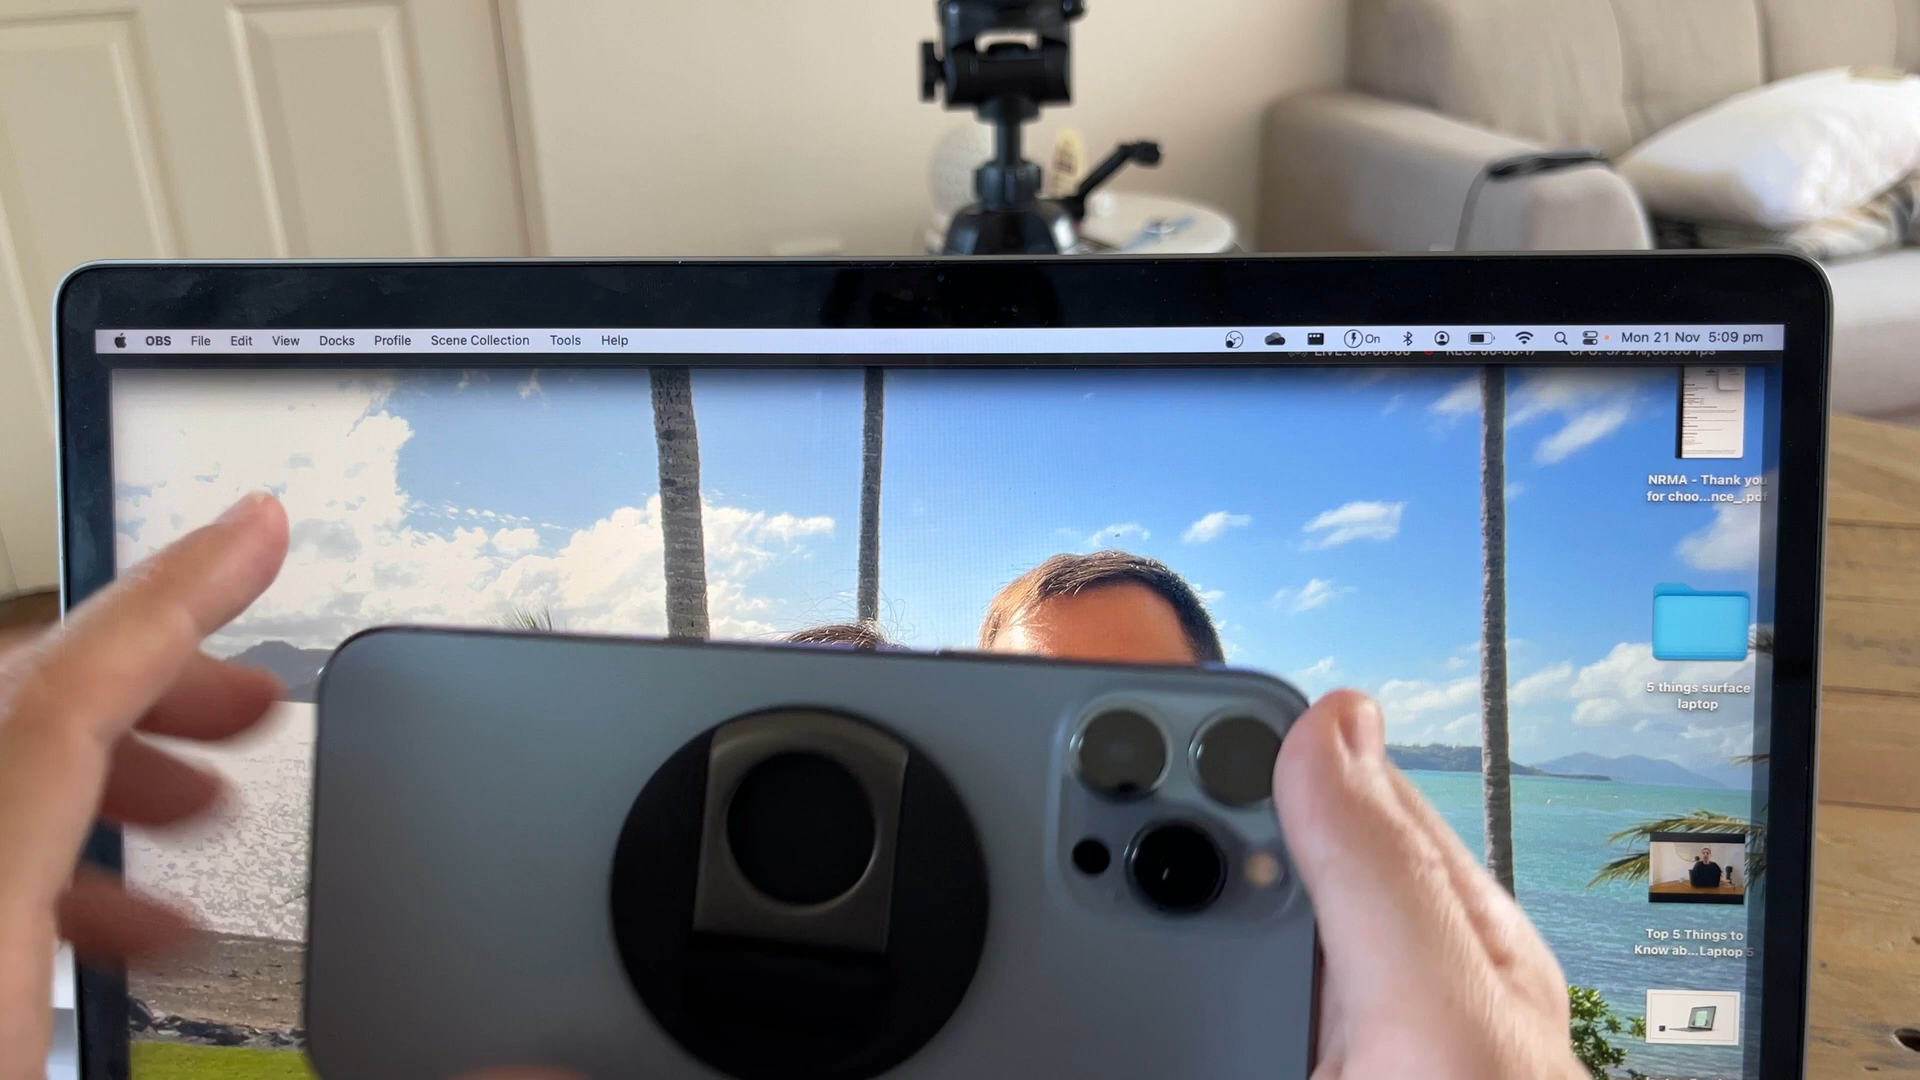 OBS File Edit View Docks Profile Scene Collection Tools Help On Mon 21 Nov 5:09 pm
NRMA - Thank you
for choo...nce_.pdf
5 things surface
laptop
Top 5 Things to
Know ab...Laptop 5